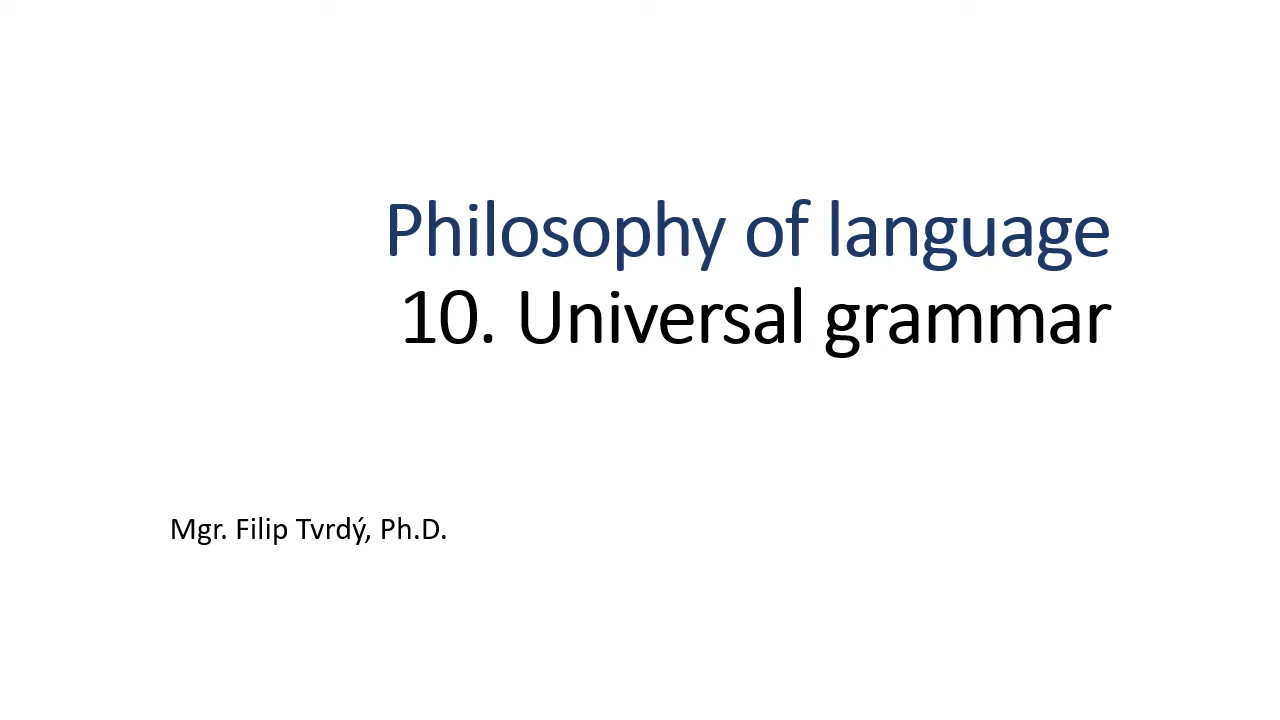 Philosophy of language
10. Universal grammar
Mgr. Filip Tvrdý, Ph.D.